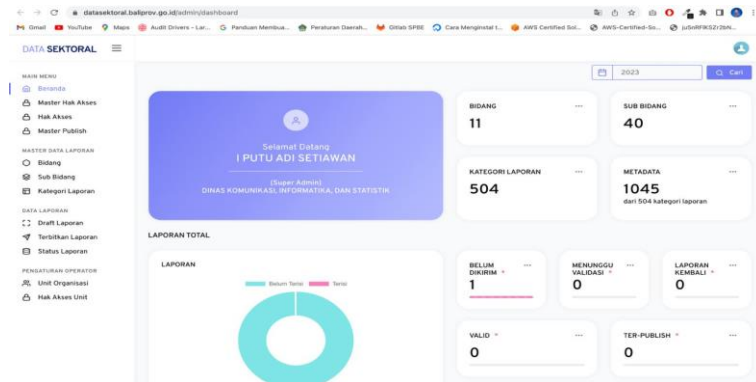 datasektoral.baliprov.go.id/admin/dashboard
Gmail YouTube Maps Audit Drivers - Lar... Panduan Membua... Peraturan Daerah... Gitlab SPBE Cara Menginstal t... AWS Certified Sol... AWS-Certified-So...
DATA SEKTORAL
2023 Cari
MAIN MENU
Beranda
Master Hak Akses
Hak Akses
Master Publish
MASTER DATA LAPORAN
Bidang
Sub Bidang
Kategori Laporan
DATA LAPORAN
Draft Laporan
Terbitkan Laporan
Status Laporan
PENGATURAN OPERATOR
Unit Organisasi
Hak Akses Unit
Selamat Datang
I PUTU ADI SETIAWAN
(Super Admin)
DINAS KOMUNIKASI, INFORMATIKA, DAN STATISTIK
BIDANG ...
11
SUB BIDANG ...
40
KATEGORI LAPORAN ...
504
METADATA ...
1045
dari 504 kategori laporan
LAPORAN TOTAL
LAPORAN
Belum Terisi Terisi
BELUM DIKIRIM * ...
1
MENUNGGU VALIDASI * ...
0
LAPORAN KEMBALI * ...
0
VALID * ...
0
TER-PUBLISH * ...
0